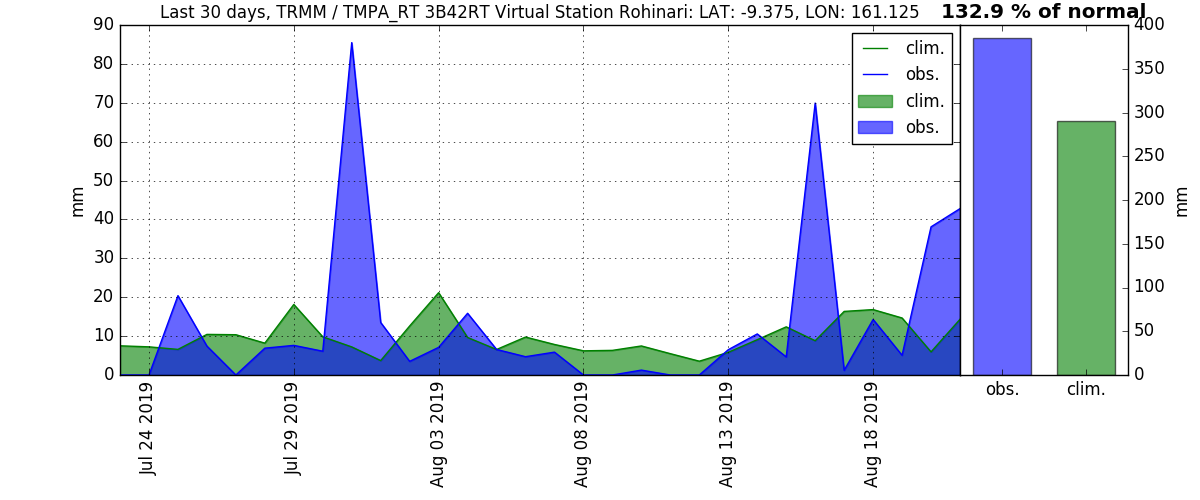 Last 30 days, TRMM / TMPA_RT 3B42RT Virtual Station Rohinari: LAT: -9.375, LON: 161.125
132.9 % of normal
90
80
70
60
50
40
30
20
10
0
mm
clim.
obs.
clim.
obs.
Jul 24 2019
Jul 29 2019
Aug 03 2019
Aug 08 2019
Aug 13 2019
Aug 18 2019
400
350
300
250
200
150
100
50
0
mm
obs.
clim.